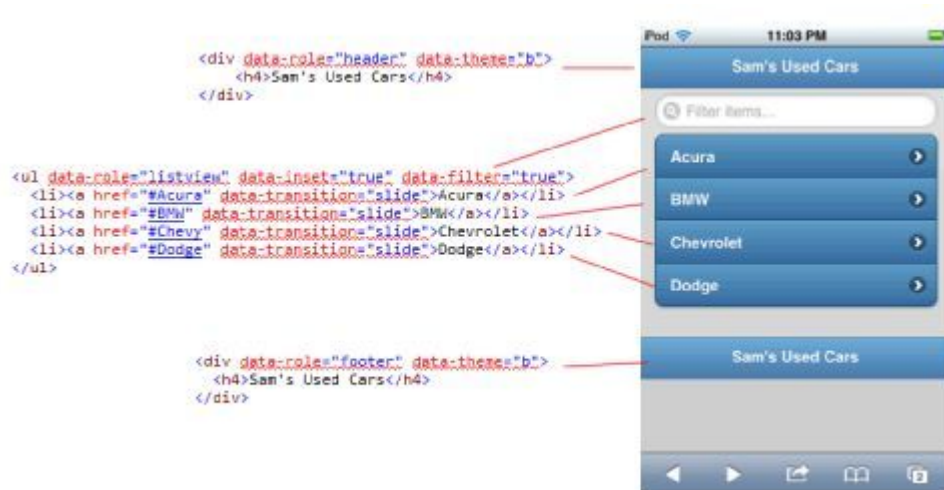 <div data-role="header" data-theme="b">
<h4>Sam's Used Cars</h4>
</div>
<ul data-role="listview" data-inset="true" data-filter="true">
<li><a href="#Acura" data-transition="slide">Acura</a></li>
<li><a href="#BMW" data-transition="slide">BMW</a></li>
<li><a href="#Chevy" data-transition="slide">Chevrolet</a></li>
<li><a href="#Dodge" data-transition="slide">Dodge</a></li>
</ul>
<div data-role="footer" data-theme="b">
<h4>Sam's Used Cars</h4>
</div>
Pod 11:03 PM
Sam's Used Cars
Filter items...
Acura
BMW
Chevrolet
Dodge
Sam's Used Cars
2